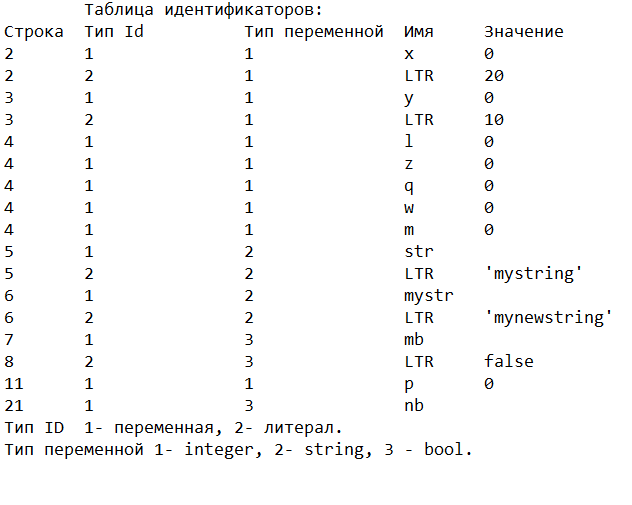 Таблица идентификаторов:
Строка Тип Id Тип переменной Имя Значение
2 1 1 x 0
2 2 1 LTR 20
3 1 1 y 0
3 2 1 LTR 10
4 1 1 l 0
4 1 1 z 0
4 1 1 q 0
4 1 1 w 0
4 1 1 m 0
5 1 2 str
5 2 2 LTR 'mystring'
6 1 2 mystr
6 2 2 LTR 'mynewstring'
7 1 3 mb
8 2 3 LTR false
11 1 1 p 0
21 1 3 nb
Тип ID 1- переменная, 2- литерал.
Тип переменной 1- integer, 2- string, 3 - bool.